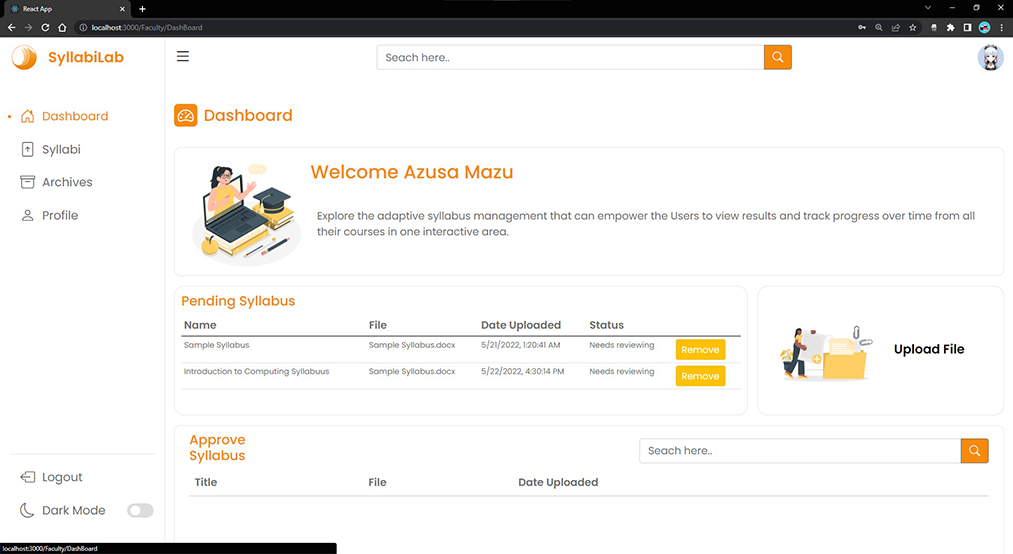 React App
localhost:3000/Faculty/DashBoard
SyllabiLab
Seach here..
Dashboard
Syllabi
Archives
Profile
Logout
Dark Mode
Dashboard
Welcome Azusa Mazu
Explore the adaptive syllabus management that can empower the Users to view results and track progress over time from all
their courses in one interactive area.
Pending Syllabus
Name File Date Uploaded Status
Sample Syllabus Sample Syllabus.docx 5/21/2022, 1:20:41 AM Needs reviewing Remove
Introduction to Computing Syllabuus Sample Syllabus.docx 5/22/2022, 4:30:14 PM Needs reviewing Remove
Upload File
Approve
Syllabus
Seach here..
Title File Date Uploaded
localhost:3000/Faculty/DashBoard